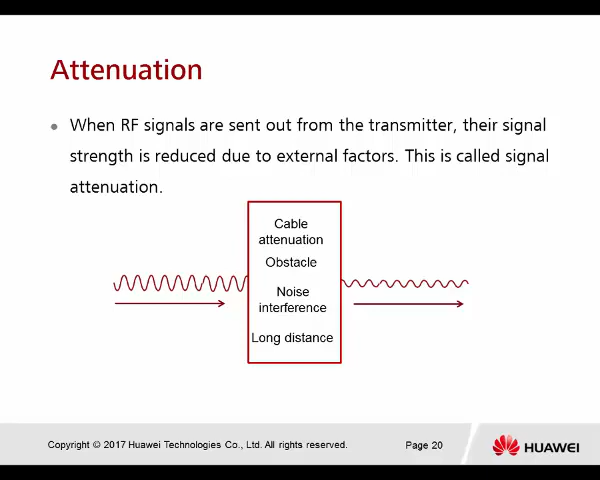 Attenuation
When RF signals are sent out from the transmitter, their signal
strength is reduced due to external factors. This is called signal
attenuation.
Cable
attenuation
Obstacle
Noise
interference
Long distance
Copyright © 2017 Huawei Technologies Co., Ltd. All rights reserved.
Page 20
HUAWEI